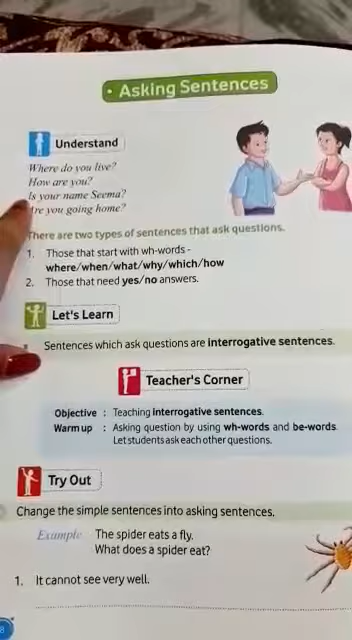 • Asking Sentences
Understand
Where do you live?
How are you?
Is your name Seema?
Are you going home?
There are two types of sentences that ask questions.
1. Those that start with wh-words -
where/when/what/why/which/how
2. Those that need yes/no answers.
Let's Learn
Sentences which ask questions are interrogative sentences.
Teacher's Corner
Objective : Teaching interrogative sentences.
Warm up : Asking question by using wh-words and be-words.
Let students ask each other questions.
Try Out
Change the simple sentences into asking sentences.
Example The spider eats a fly.
What does a spider eat?
1. It cannot see very well.
8